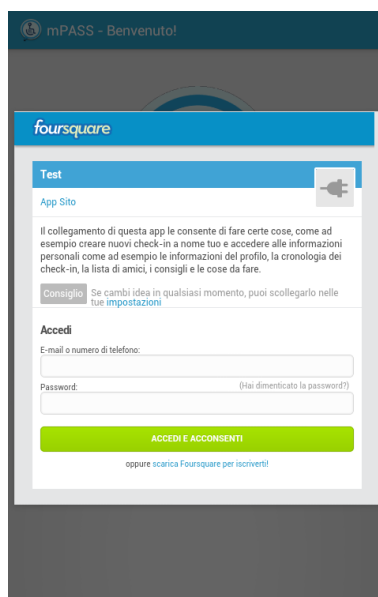 mPASS - Benvenuto!
foursquare
Test
App Sito
Il collegamento di questa app le consente
di fare certe cose, come ad
esempio creare nuovi check-in a nome tuo e accedere alle informazioni
personali come ad esempio le informazioni del profilo, la cronologia dei
check-in, la lista di amici, i consigli e le cose da fare.
Consiglio Se cambi idea in qualsiasi momento, puoi scollegarlo nelle
tue impostazioni
Accedi
E-mail o numero di telefono:
Password: (Hai dimenticato la password?)
ACCEDI E ACCONSENTI
oppure scarica Foursquare per iscriverti!